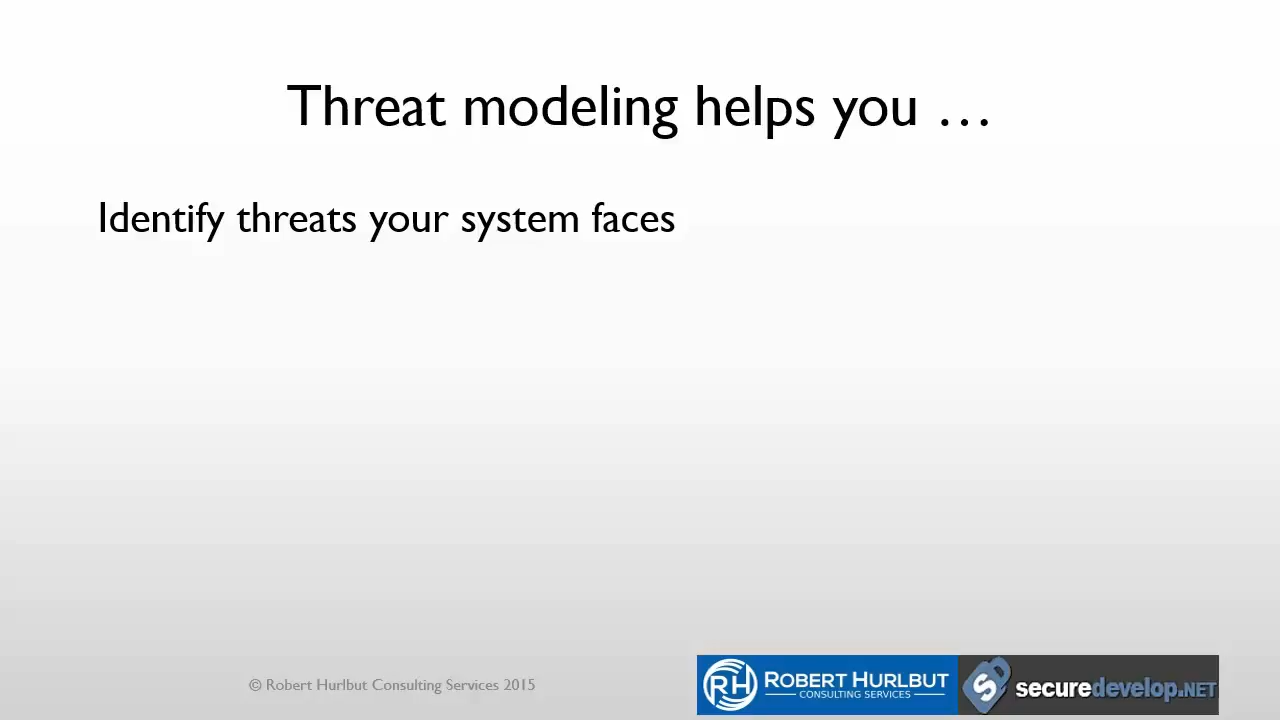 Threat modeling helps you …
Identify threats your system faces
© Robert Hurlbut Consulting Services 2015
RH
ROBERT HURLBUT
CONSULTING SERVICES
S
securedevelop.NET